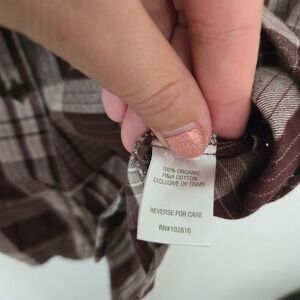 100% ORGANIC
PIMA COTTON
EXCLUSIVE OF TRIMS
REVERSE FOR CARE
RN#102816